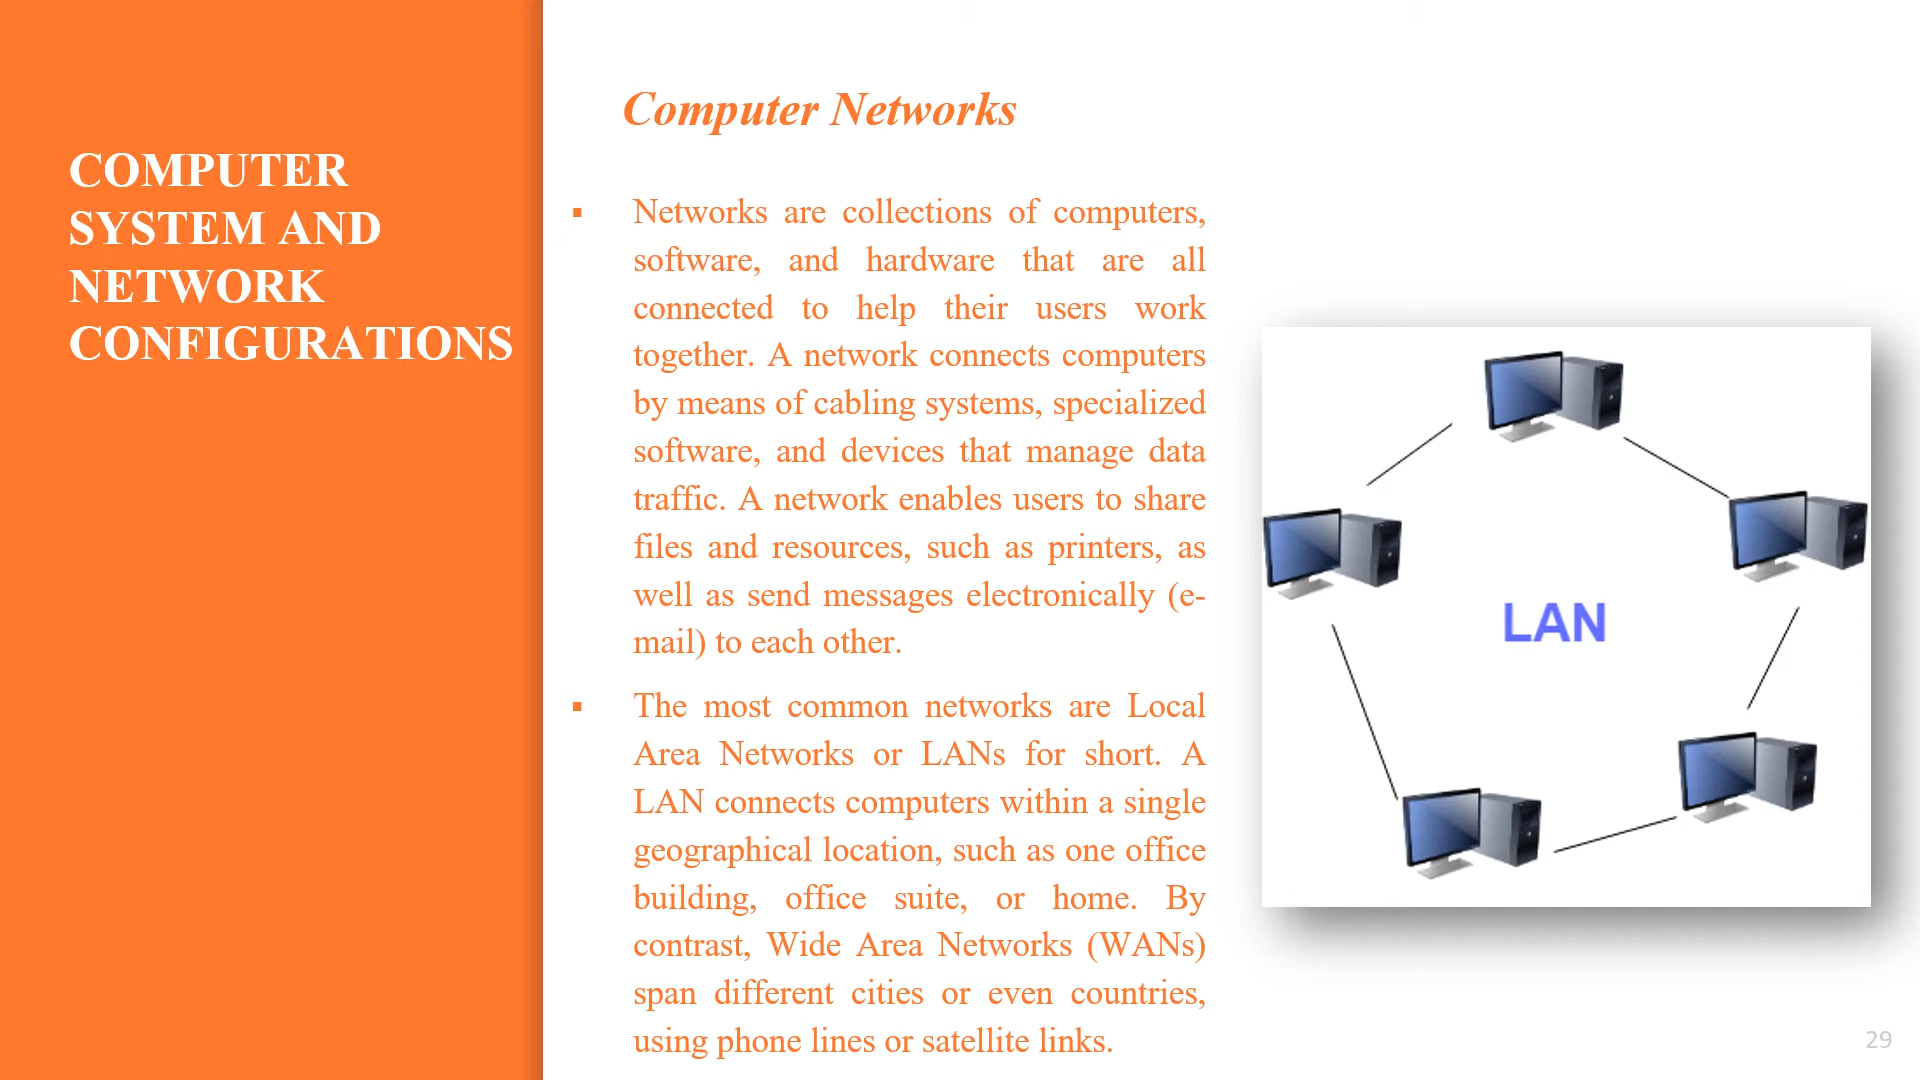 COMPUTER
SYSTEM AND
NETWORK
CONFIGURATIONS
Computer Networks
▪ Networks are collections of computers,
software, and hardware that are all
connected to help their users work
together. A network connects computers
by means of cabling systems, specialized
software, and devices that manage data
traffic. A network enables users to share
files and resources, such as printers, as
well as send messages electronically (e-
mail) to each other.
▪ The most common networks are Local
Area Networks or LANs for short. A
LAN connects computers within a single
geographical location, such as one office
building, office suite, or home. By
contrast, Wide Area Networks (WANs)
span different cities or even countries,
using phone lines or satellite links.
LAN
29